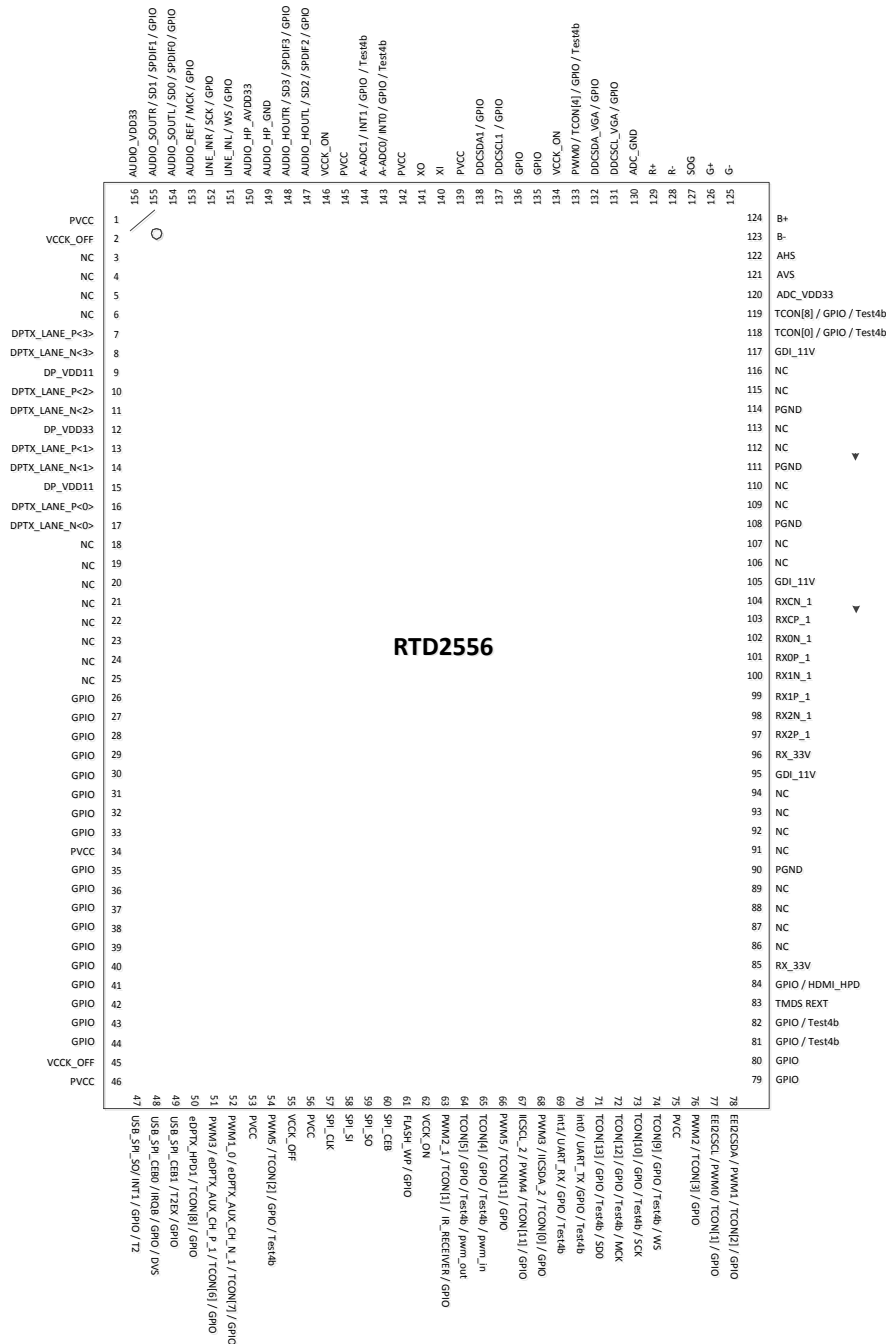 AUDIO_VDD33 156
AUDIO_SOUTR / SD1 / SPDIF1 / GPIO 155
AUDIO_SOUTL / SD0 / SPDIF0 / GPIO 154
AUDIO_REF / MCK / GPIO 153
LINE_INR / SCK / GPIO 152
LINE_INL / WS / GPIO 151
AUDIO_HP_AVDD33 150
AUDIO_HP_GND 149
AUDIO_HOUTR / SD3 / SPDIF3 / GPIO 148
AUDIO_HOUTL / SD2 / SPDIF2 / GPIO 147
VCCK_ON 146
PVCC 145
A-ADC1 / INT1 / GPIO / Test4b 144
A-ADC0/ INT0 / GPIO / Test4b 143
PVCC 142
XO 141
XI 140
PVCC 139
DDCSDA1 / GPIO 138
DDCSCL1 / GPIO 137
GPIO 136
GPIO 135
VCCK_ON 134
PWM0 / TCON[4] / GPIO / Test4b 133
DDCSDA_VGA / GPIO 132
DDCSCL_VGA / GPIO 131
ADC_GND 130
R+ 129
R- 128
SOG 127
G+ 126
G- 125
PVCC 1
VCCK_OFF 2
NC 3
NC 4
NC 5
NC 6
DPTX_LANE_P<3> 7
DPTX_LANE_N<3> 8
DP_VDD11 9
DPTX_LANE_P<2> 10
DPTX_LANE_N<2> 11
DP_VDD33 12
DPTX_LANE_P<1> 13
DPTX_LANE_N<1> 14
DP_VDD11 15
DPTX_LANE_P<0> 16
DPTX_LANE_N<0> 17
NC 18
NC 19
NC 20
NC 21
NC 22
NC 23
NC 24
NC 25
GPIO 26
GPIO 27
GPIO 28
GPIO 29
GPIO 30
GPIO 31
GPIO 32
GPIO 33
PVCC 34
GPIO 35
GPIO 36
GPIO 37
GPIO 38
GPIO 39
GPIO 40
GPIO 41
GPIO 42
GPIO 43
GPIO 44
VCCK_OFF 45
PVCC 46
RTD2556
124 B+
123 B-
122 AHS
121 AVS
120 ADC_VDD33
119 TCON[8] / GPIO / Test4b
118 TCON[0] / GPIO / Test4b
117 GDI_11V
116 NC
115 NC
114 PGND
113 NC
112 NC
111 PGND
110 NC
109 NC
108 PGND
107 NC
106 NC
105 GDI_11V
104 RXCN_1
103 RXCP_1
102 RX0N_1
101 RX0P_1
100 RX1N_1
99 RX1P_1
98 RX2N_1
97 RX2P_1
96 RX_33V
95 GDI_11V
94 NC
93 NC
92 NC
91 NC
90 PGND
89 NC
88 NC
87 NC
86 NC
85 RX_33V
84 GPIO / HDMI_HPD
83 TMDS REXT
82 GPIO / Test4b
81 GPIO / Test4b
80 GPIO
79 GPIO
47 USB_SPI_SO/ INT1 / GPIO / T2
48 USB_SPI_CEB0 / IRQB / GPIO / DVS
49 USB_SPI_CEB1 / T2EX / GPIO
50 eDPTX_HPD1 / TCON[8] / GPIO
51 PWM3 / eDPTX_AUX_CH_P_1 / TCON[6] / GPIO
52 PWM1_0 / eDPTX_AUX_CH_N_1 / TCON[7] / GPIO
53 PVCC
54 PWM5 / TCON[2] / GPIO / Test4b
55 VCCK_OFF
56 PVCC
57 SPI_CLK
58 SPI_SI
59 SPI_SO
60 SPI_CEB
61 FLASH_WP / GPIO
62 VCCK_ON
63 PWM2_1 / TCON[1] / IR_RECEIVER / GPIO
64 TCON[5] / GPIO / Test4b / pwm_out
65 TCON[4] / GPIO / Test4b / pwm_in
66 PWM5 / TCON[11] / GPIO
67 IICSCL_2 / PWM4 / TCON[11] / GPIO
68 PWM3 / IICSDA_2 / TCON[0] / GPIO
69 int1 / UART_RX / GPIO / Test4b
70 int0 / UART_TX /GPIO / Test4b
71 TCON[13] / GPIO / Test4b / SD0
72 TCON[12] / GPIO / Test4b / MCK
73 TCON[10] / GPIO / Test4b / SCK
74 TCON[9] / GPIO / Test4b / WS
75 PVCC
76 PWM2 / TCON[3] / GPIO
77 EEI2CSCL / PWM0 / TCON[1] / GPIO
78 EEI2CSDA / PWM1 / TCON[2] / GPIO